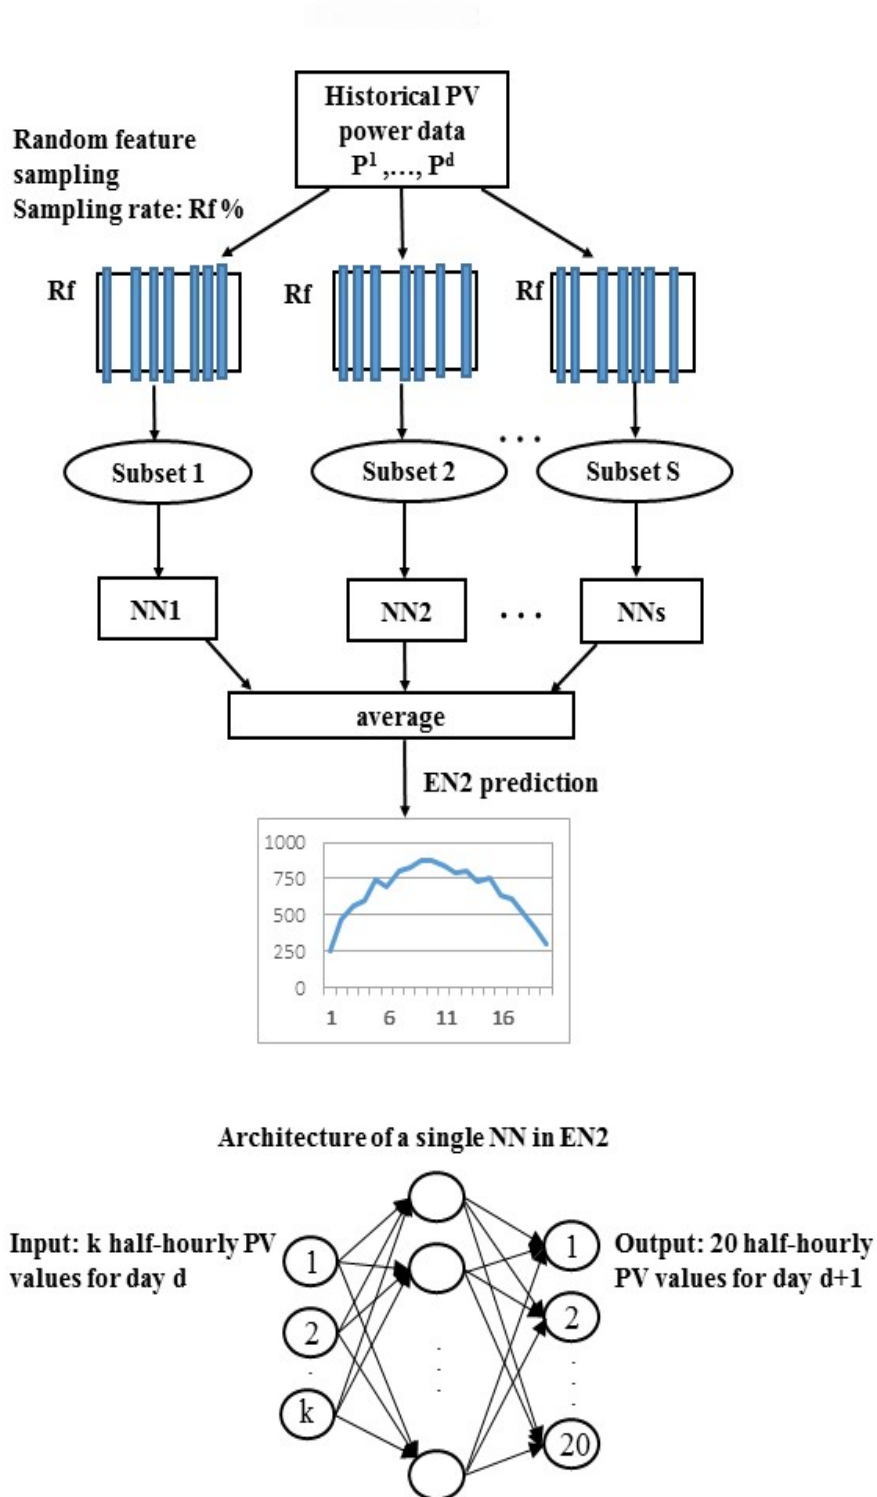 Historical PV
power data
P¹ ,..., Pᵈ
Random feature
sampling
Sampling rate: Rf %
Rf
Rf
Rf
. . .
Subset 1
Subset 2
Subset S
NN1
NN2
. . .
NNs
average
EN2 prediction
1000
750
500
250
0
1
6
11
16
Architecture of a single NN in EN2
Input: k half-hourly PV
values for day d
1
2
k
1
2
20
Output: 20 half-hourly
PV values for day d+1